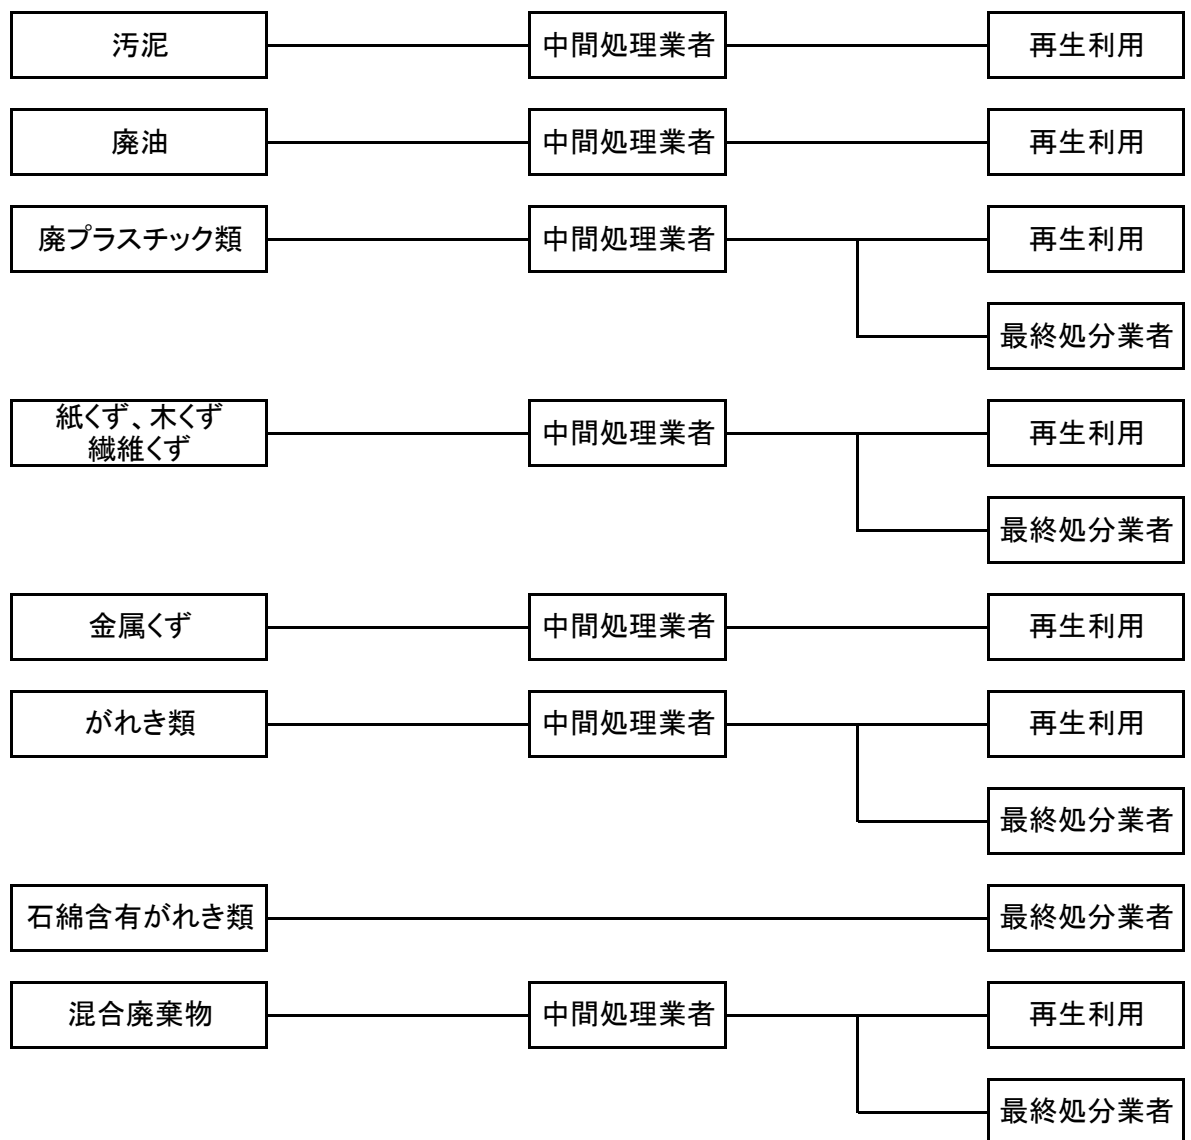 汚泥
中間処理業者
再生利用
廃油
中間処理業者
再生利用
廃プラスチック類
中間処理業者
再生利用
最終処分業者
紙くず、木くず
繊維くず
中間処理業者
再生利用
最終処分業者
金属くず
中間処理業者
再生利用
がれき類
中間処理業者
再生利用
最終処分業者
石綿含有がれき類
最終処分業者
混合廃棄物
中間処理業者
再生利用
最終処分業者